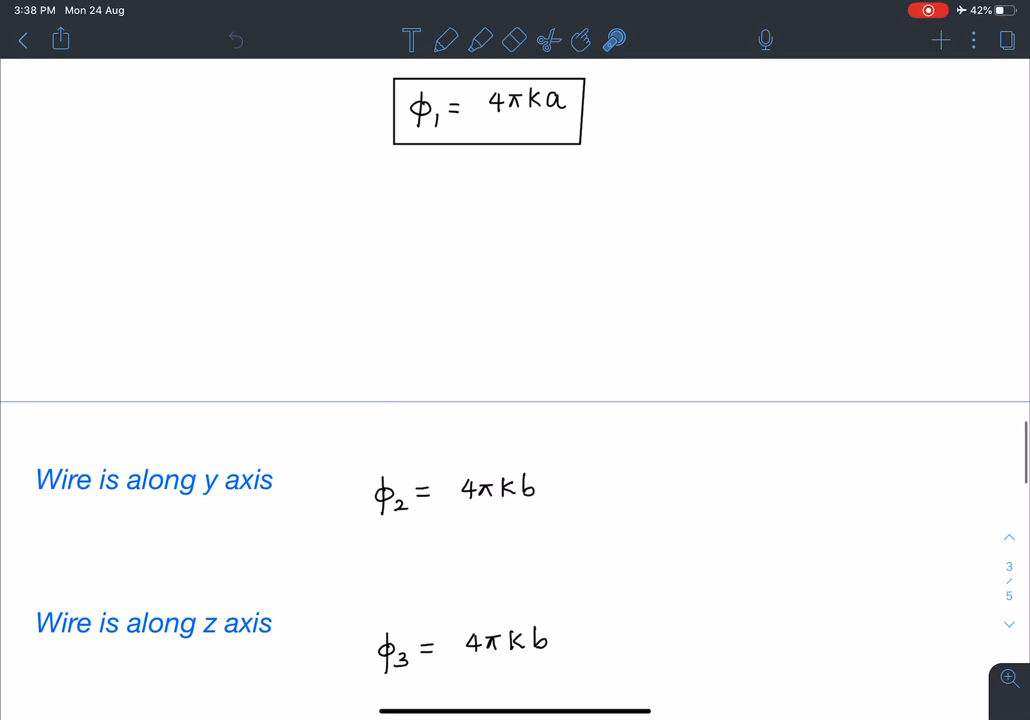 3:38 PM Mon 24 Aug 42%
T
ϕ₁ = 4πka
Wire is along y axis ϕ₂ = 4πkb
3
/
5
Wire is along z axis ϕ₃ = 4πkb